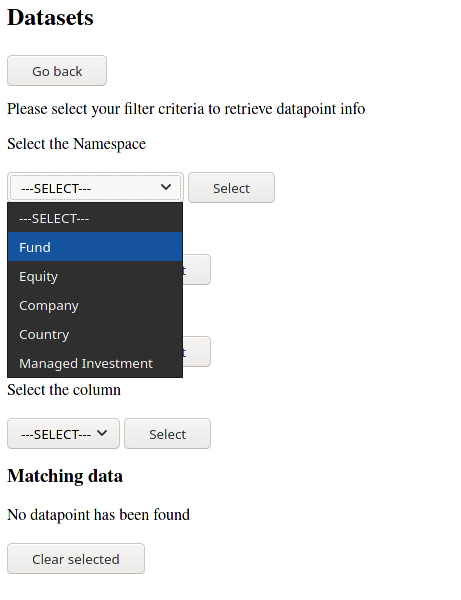 Datasets
Go back
Please select your filter criteria to retrieve datapoint info
Select the Namespace
---SELECT---
Select
---SELECT---
Fund
Equity
Company
Country
Managed Investment
Select the column
---SELECT---
Select
Matching data
No datapoint has been found
Clear selected